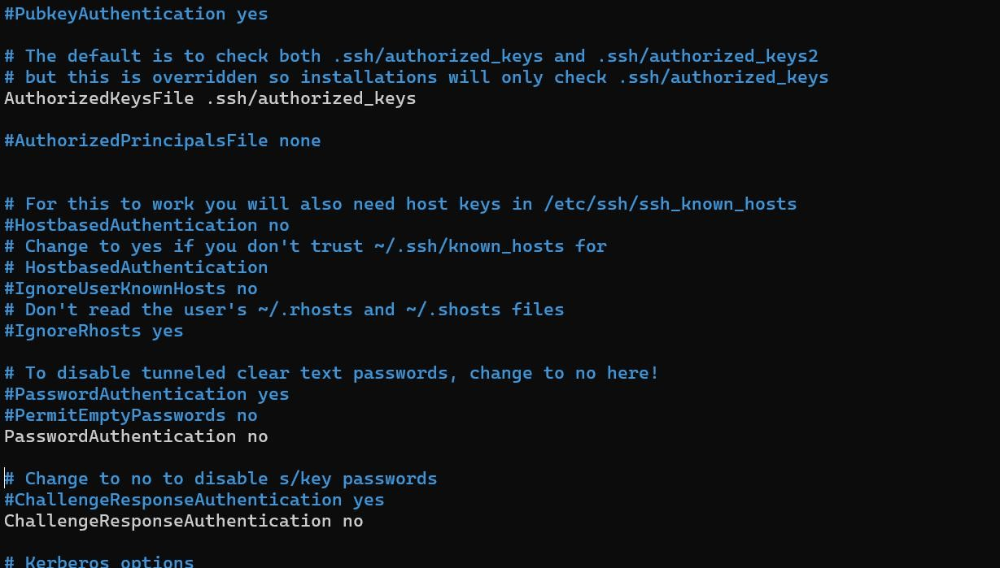 #PubkeyAuthentication yes
# The default is to check both .ssh/authorized_keys and .ssh/authorized_keys2
# but this is overridden so installations will only check .ssh/authorized_keys
AuthorizedKeysFile .ssh/authorized_keys
#AuthorizedPrincipalsFile none
# For this to work you will also need host keys in /etc/ssh/ssh_known_hosts
#HostbasedAuthentication no
# Change to yes if you don't trust ~/.ssh/known_hosts for
# HostbasedAuthentication
#IgnoreUserKnownHosts no
# Don't read the user's ~/.rhosts and ~/.shosts files
#IgnoreRhosts yes
# To disable tunneled clear text passwords, change to no here!
#PasswordAuthentication yes
#PermitEmptyPasswords no
PasswordAuthentication no
# Change to no to disable s/key passwords
#ChallengeResponseAuthentication yes
ChallengeResponseAuthentication no
# Kerberos options